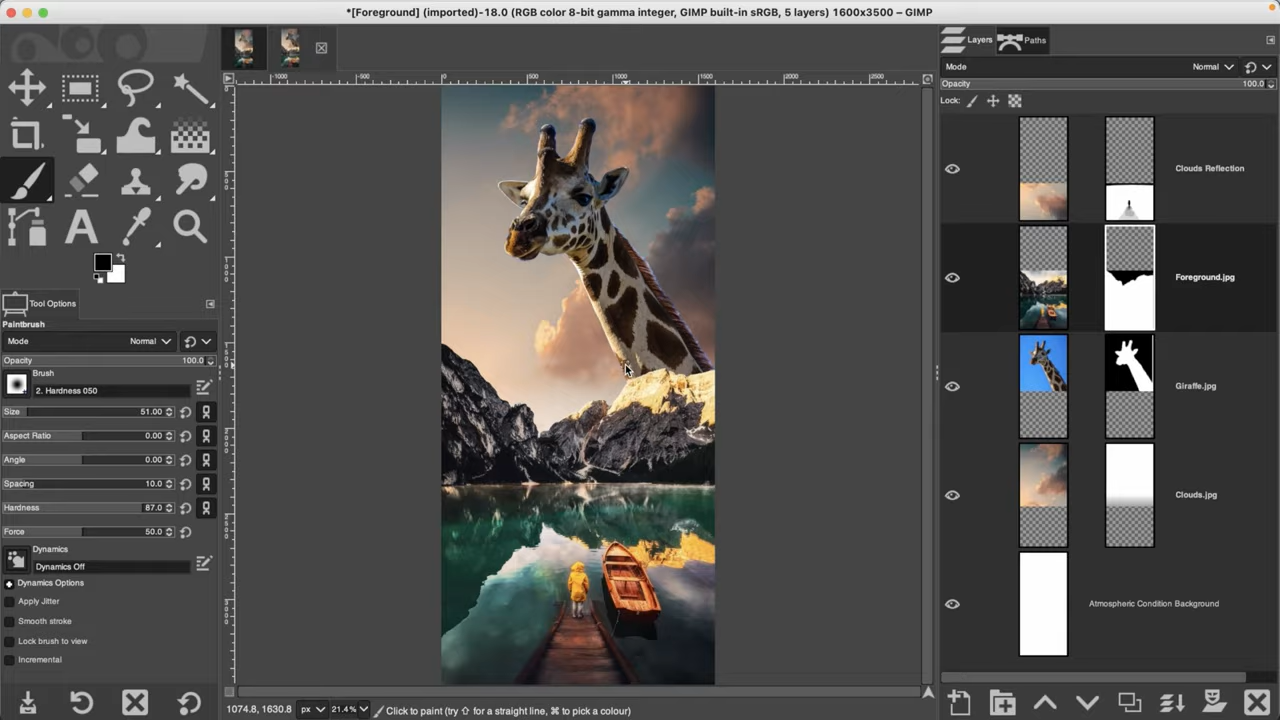 *[Foreground] (imported)-18.0 (RGB color 8-bit gamma integer, GIMP built-in sRGB, 5 layers) 1600x3500 – GIMP
Layers
Paths
Mode
Normal
Opacity
100.0
Lock:
Clouds Reflection
Foreground.jpg
Giraffe.jpg
Clouds.jpg
Atmospheric Condition Background
Tool Options
Paintbrush
Mode
Normal
Opacity
100.0
Brush
2. Hardness 050
Size
51.00
Aspect Ratio
0.00
Angle
0.00
Spacing
10.0
Hardness
87.0
Force
50.0
Dynamics
Dynamics Off
Dynamics Options
Apply Jitter
Smooth stroke
Lock brush to view
Incremental
1074.8, 1630.8
px
21.4%
Click to paint (try ⇧ for a straight line, ⌘ to pick a colour)